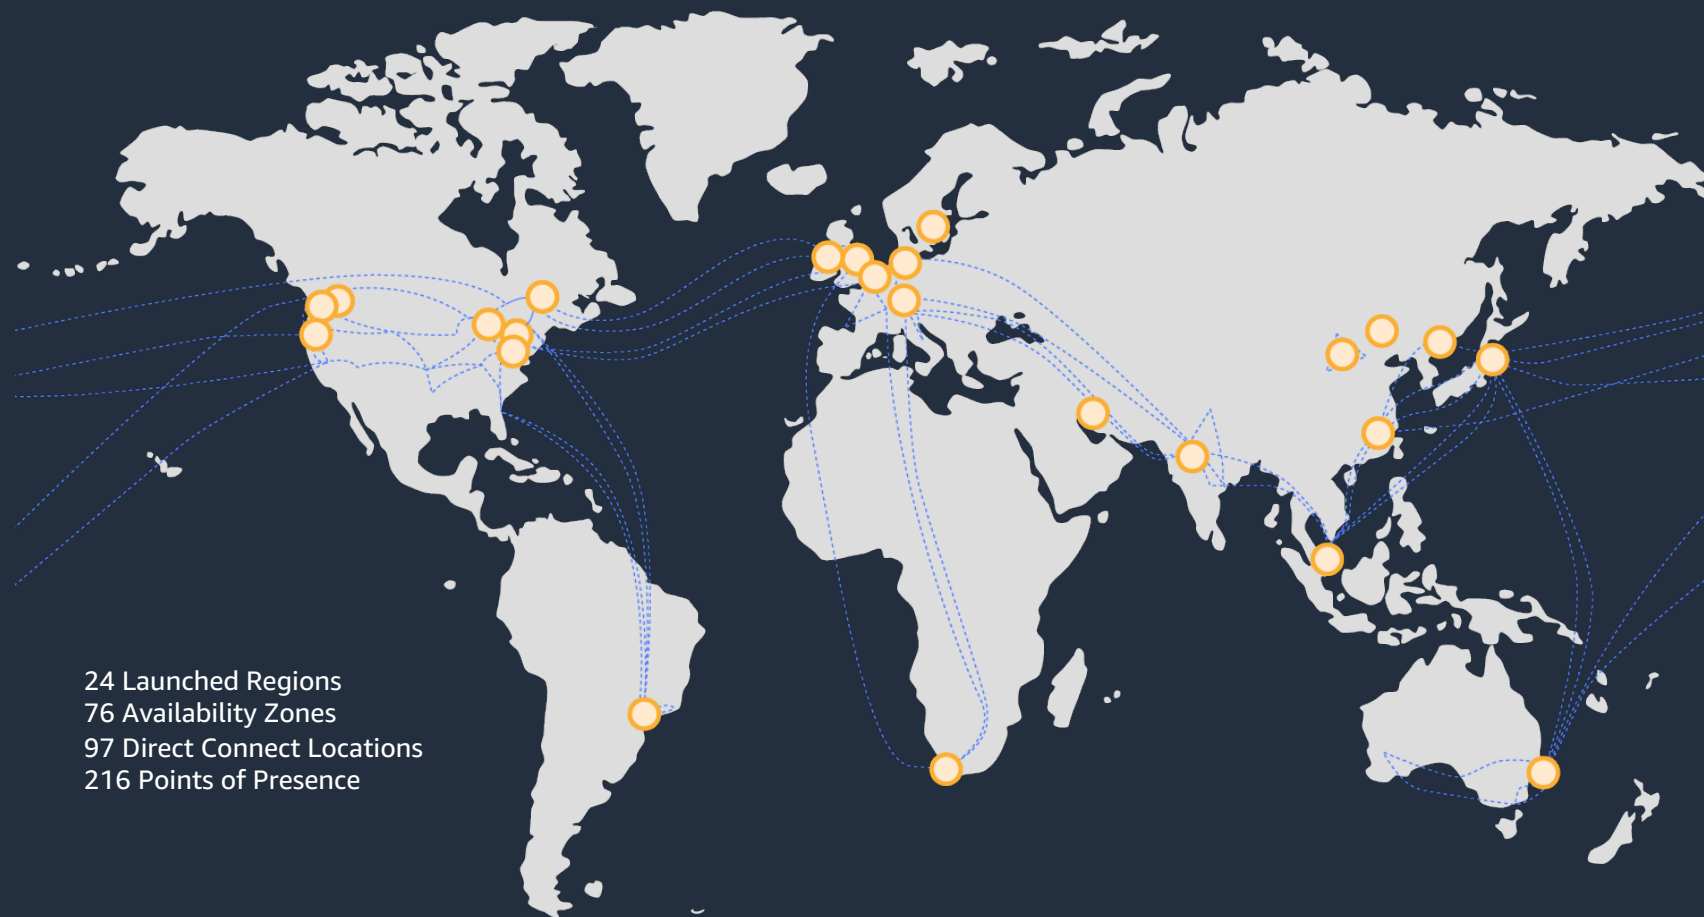 24 Launched Regions
76 Availability Zones
97 Direct Connect Locations
216 Points of Presence